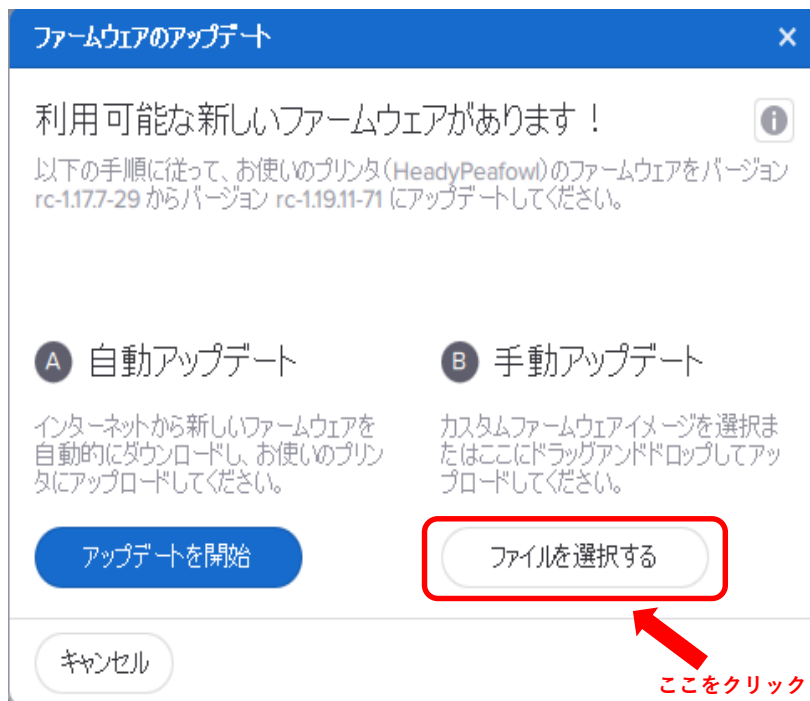 ファームウェアのアップデート
利用可能な新しいファームウェアがあります！
以下の手順に従って、お使いのプリンタ(HeadyPeafowl)のファームウェアをバージョン
rc-1.17.7-29 からバージョン rc-1.19.11-71 にアップデートしてください。
A 自動アップデート
インターネットから新しいファームウェアを
自動的にダウンロードし、お使いのプリン
タにアップロードしてください。
アップデートを開始
B 手動アップデート
カスタムファームウェアイメージを選択ま
たはここにドラッグアンドドロップしてアッ
プロードしてください。
ファイルを選択する
キャンセル
ここをクリック